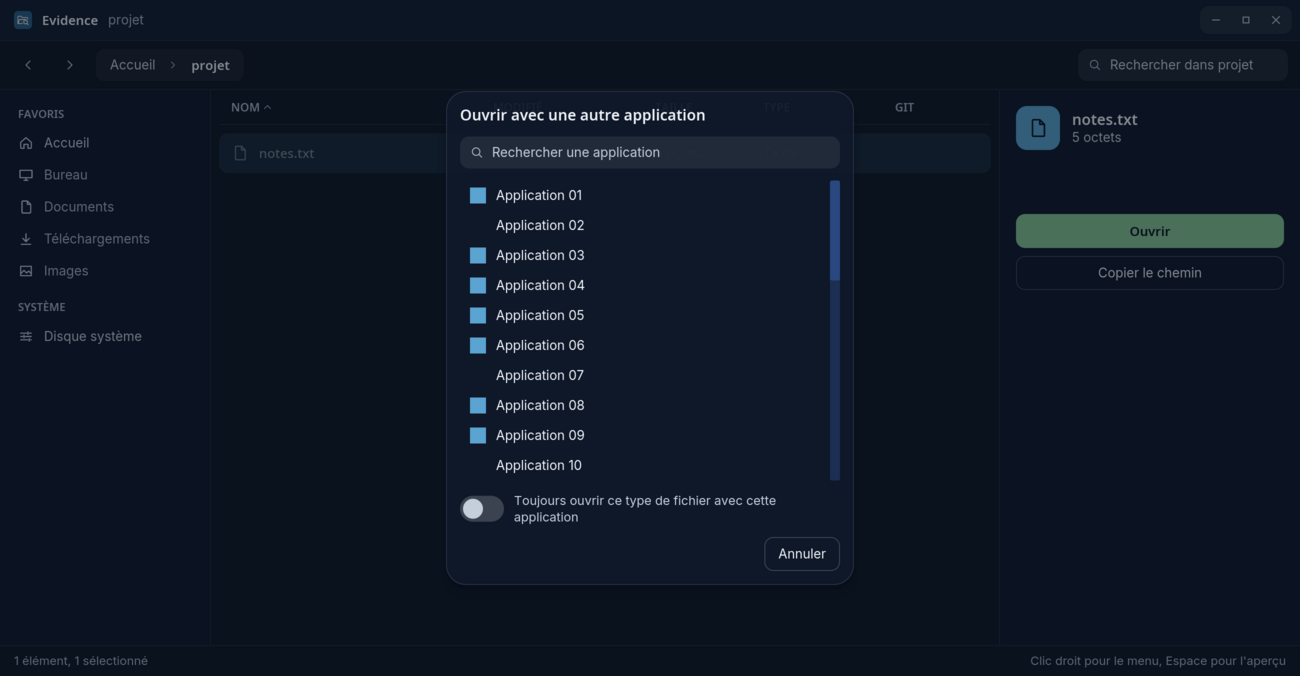 Evidence projet
Accueil projet
Rechercher dans projet
FAVORIS
Accueil
Bureau
Documents
Téléchargements
Images
SYSTÈME
Disque système
NOM TYPE GIT
notes.txt
Ouvrir avec une autre application
Rechercher une application
Application 01
Application 02
Application 03
Application 04
Application 05
Application 06
Application 07
Application 08
Application 09
Application 10
Toujours ouvrir ce type de fichier avec cette
application
Annuler
notes.txt
5 octets
Ouvrir
Copier le chemin
1 élément, 1 sélectionné
Clic droit pour le menu, Espace pour l'aperçu